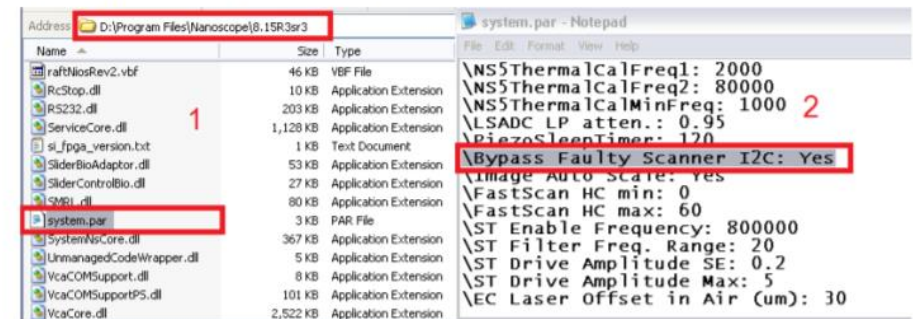 Address D:\Program Files\Nanoscope\8.15R3sr3
Name Size Type
raftNiosRev2.vbf 46 KB VBF File
RcStop.dll 10 KB Application Extension
RS232.dll 203 KB Application Extension
ServiceCore.dll 1,128 KB Application Extension
1
si_fpga_version.txt 1 KB Text Document
SliderBioAdaptor.dll 53 KB Application Extension
SliderControlBio.dll 27 KB Application Extension
SMRL.dll 80 KB Application Extension
system.par 3 KB PAR File
SystemNsCore.dll 367 KB Application Extension
UnmanagedCodeWrapper.dll 5 KB Application Extension
VcaCOMSupport.dll 8 KB Application Extension
VcaCOMSupportPS.dll 101 KB Application Extension
VcaCore.dll 2,522 KB Application Extension
system.par - Notepad
File Edit Format View Help
\NS5ThermalCalFreq1: 2000
\NS5ThermalCalFreq2: 80000
\NS5ThermalCalMinFreq: 1000
2
\LSADC LP atten.: 0.95
\PiezoSleepTimer: 120
\Bypass Faulty Scanner I2C: Yes
\Image Auto Scale: Yes
\FastScan HC min: 0
\FastScan HC max: 60
\ST Enable Frequency: 800000
\ST Filter Freq. Range: 20
\ST Drive Amplitude SE: 0.2
\ST Drive Amplitude Max: 5
\EC Laser Offset in Air (um): 30